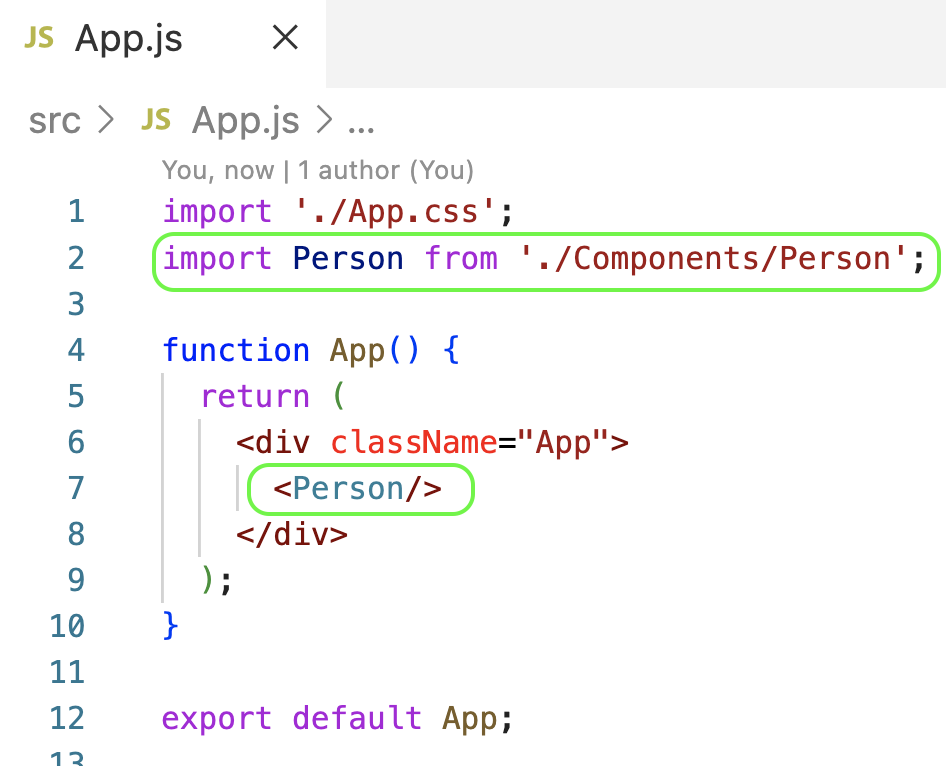 JS App.js ×
src > JS App.js > ...
You, now | 1 author (You)
1 import './App.css';
2 import Person from './Components/Person';
3
4 function App() {
5   return (
6     <div className="App">
7       <Person/>
8     </div>
9   );
10 }
11
12 export default App;
13